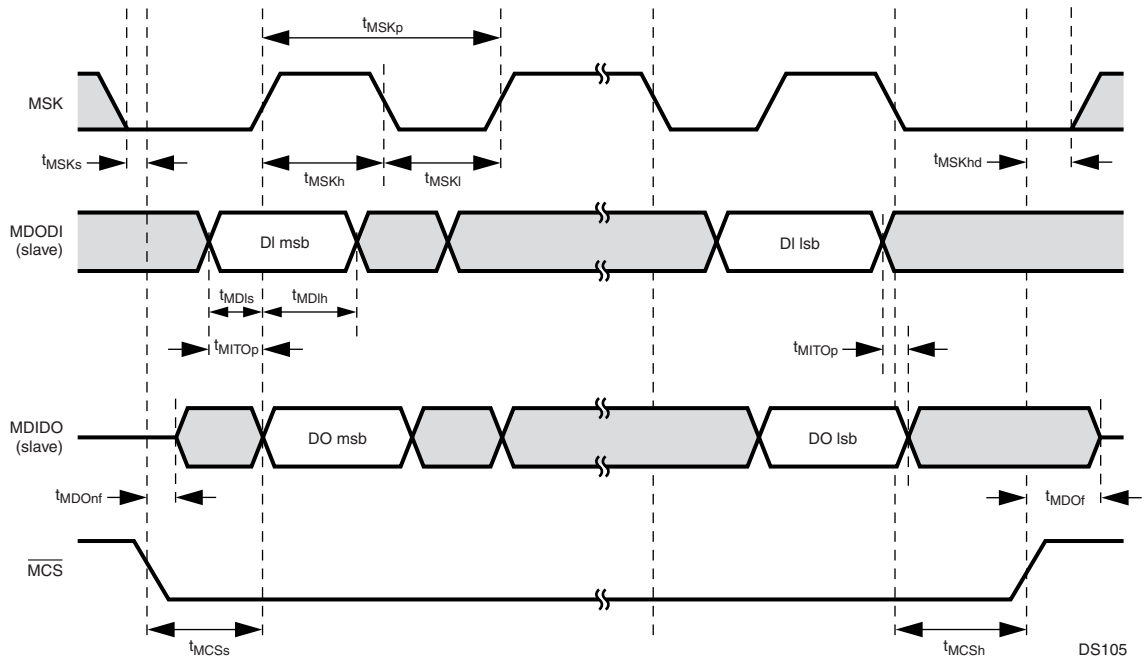 tMSKp
MSK
tMSKs
tMSKh
tMSKl
tMSKhd
MDODI
(slave)
DI msb
DI lsb
tMDIs
tMDIh
tMITOp
tMITOp
MDIDO
(slave)
DO msb
DO lsb
tMDOnf
tMDOf
MCS
tMCSs
tMCSh
DS105